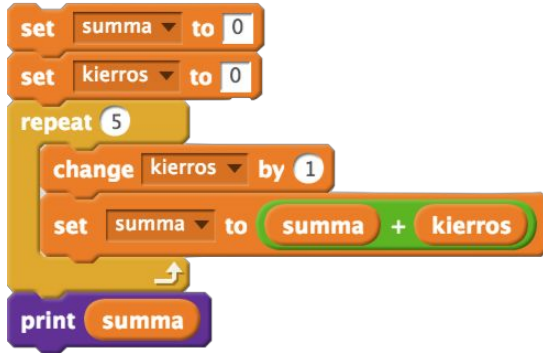 set summa to 0
set kierros to 0
repeat 5
change kierros by 1
set summa to summa + kierros
print summa